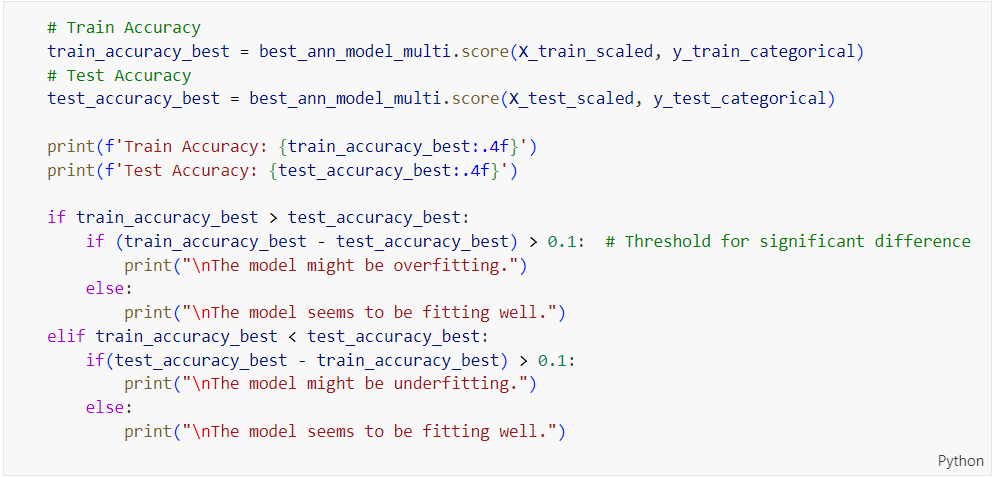 # Train Accuracy
train_accuracy_best = best_ann_model_multi.score(X_train_scaled, y_train_categorical)
# Test Accuracy
test_accuracy_best = best_ann_model_multi.score(X_test_scaled, y_test_categorical)

print(f'Train Accuracy: {train_accuracy_best:.4f}')
print(f'Test Accuracy: {test_accuracy_best:.4f}')

if train_accuracy_best > test_accuracy_best:
    if (train_accuracy_best - test_accuracy_best) > 0.1:  # Threshold for significant difference
        print("\nThe model might be overfitting.")
    else:
        print("\nThe model seems to be fitting well.")
elif train_accuracy_best < test_accuracy_best:
    if(test_accuracy_best - train_accuracy_best) > 0.1:
        print("\nThe model might be underfitting.")
    else:
        print("\nThe model seems to be fitting well.")
Python